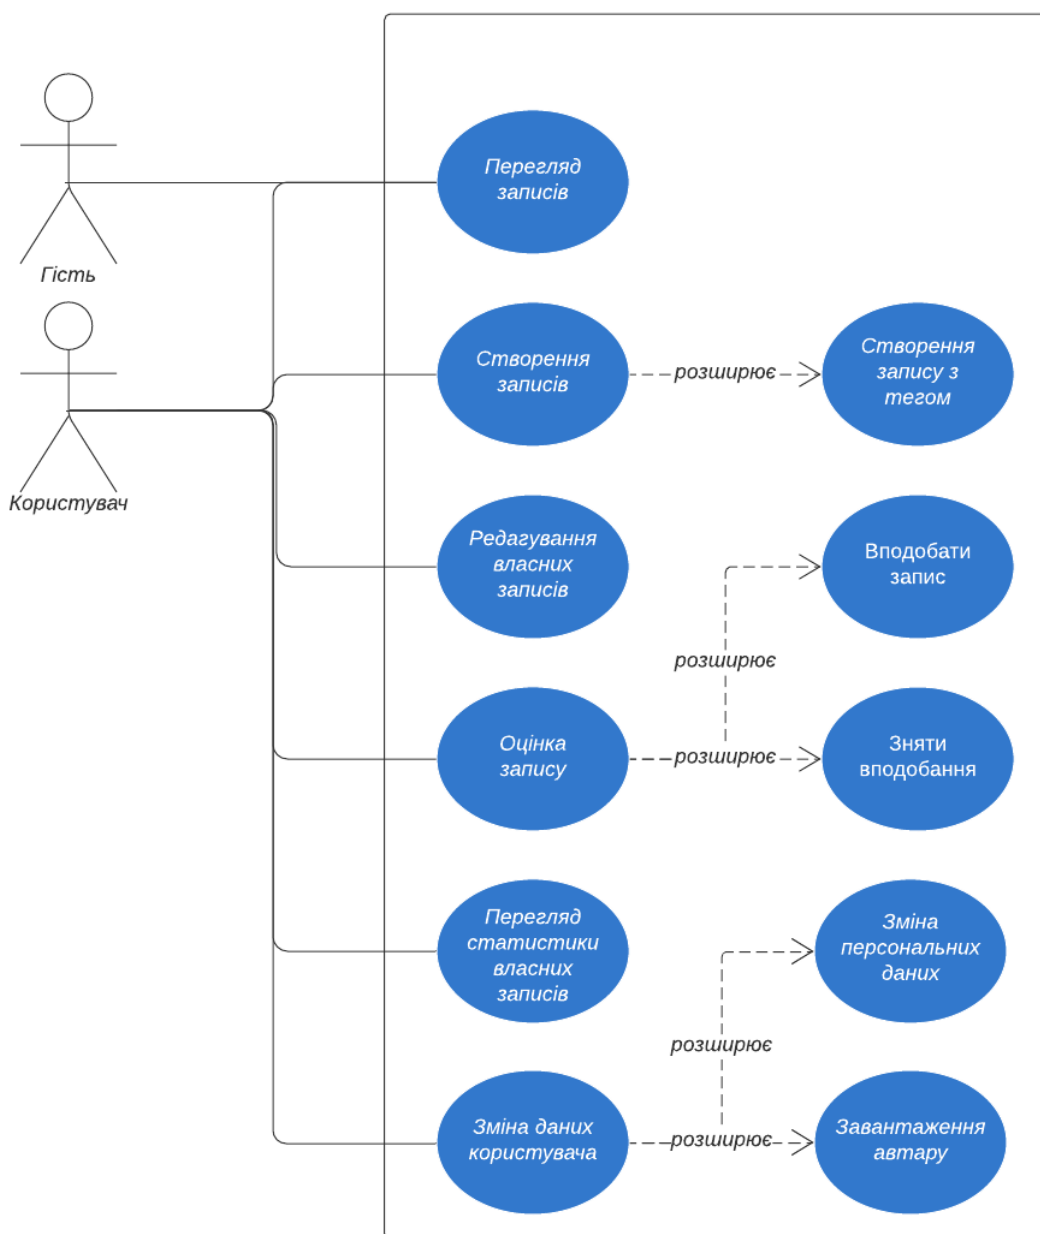 Перегляд
записів
Гість
Створення
записів
розширює
Створення
запису з
тегом
Користувач
Редагування
власних
записів
Вподобати
запис
розширює
Оцінка
запису
розширює
Зняти
вподобання
Перегляд
статистики
власних
записів
Зміна
персональних
даних
розширює
Зміна даних
користувача
розширює
Завантаження
автару